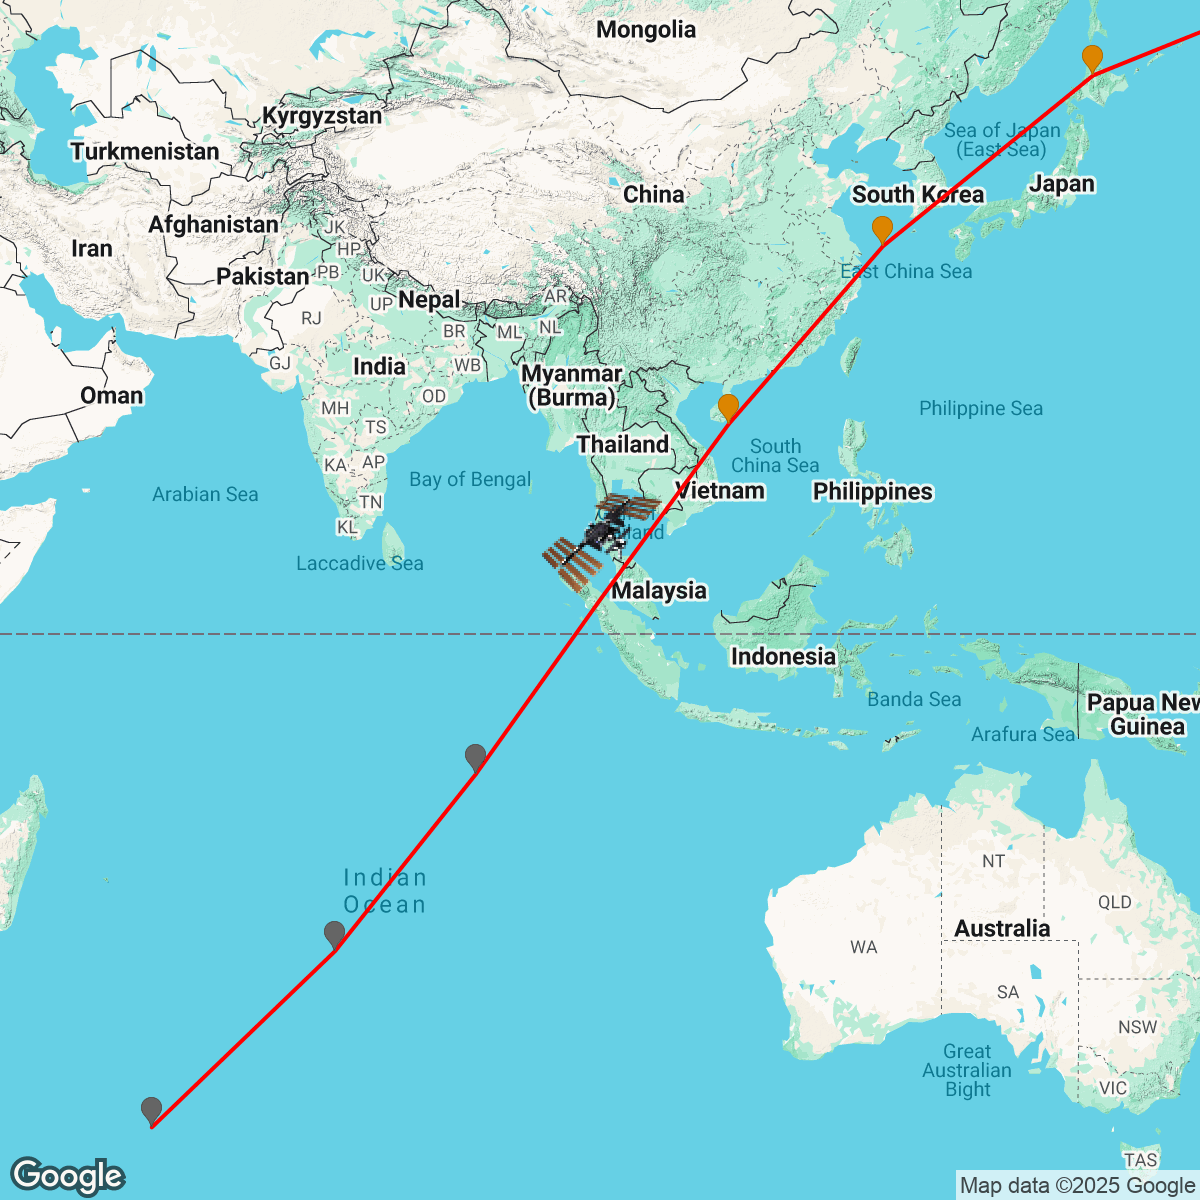 Mongolia
Kyrgyzstan
Sea of Japan
(East Sea)
Turkmenistan
Japan
China
South Korea
Afghanistan
JK
Iran
HP
East China Sea
Pakistan
PB
UK
Nepal
AR
UP
RJ
BR
ML
NL
GJ
India
WB
Myanmar
(Burma)
Oman
OD
MH
Philippine Sea
TS
Thailand
South
China Sea
KA
AP
Bay of Bengal
Arabian Sea
Vietnam
Philippines
TN
KL
Laccadive Sea
Malaysia
Indonesia
Banda Sea
Papua New
Guinea
Arafura Sea
Indian
Ocean
NT
QLD
Australia
WA
SA
NSW
Great
Australian
Bight
VIC
TAS
Google
Map data ©2025 Google